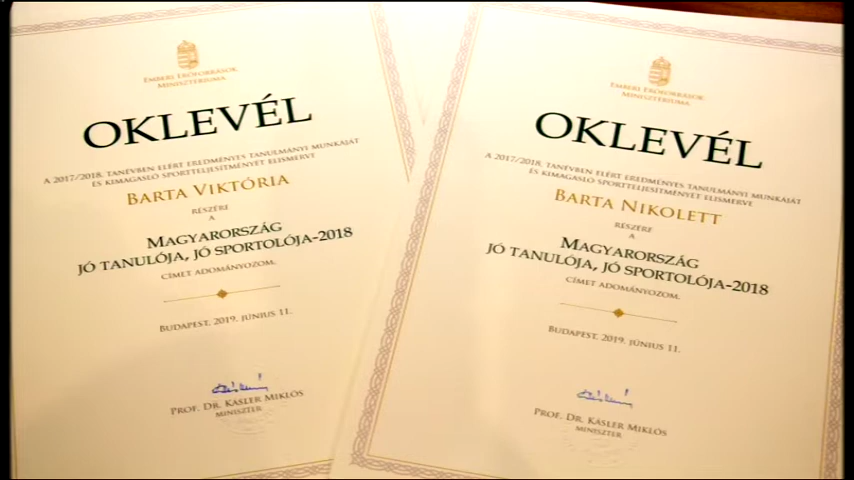 EMBERI ERŐFORRÁSOK
MINISZTÉRIUMA
OKLEVÉL
A 2017/2018. TANÉVBEN ELÉRT EREDMÉNYES TANULMÁNYI MUNKÁJÁT
ÉS KIMAGASLÓ SPORTTELJESÍTMÉNYÉT ELISMERVE
BARTA VIKTÓRIA
RÉSZÉRE
A
MAGYARORSZÁG
JÓ TANULÓJA, JÓ SPORTOLÓJA-2018
CÍMET ADOMÁNYOZOM.
BUDAPEST, 2019. JÚNIUS 11.
PROF. DR. KÁSLER MIKLÓS
MINISZTER
EMBERI ERŐFORRÁSOK
MINISZTÉRIUMA
OKLEVÉL
A 2017/2018. TANÉVBEN ELÉRT EREDMÉNYES TANULMÁNYI MUNKÁJÁT
ÉS KIMAGASLÓ SPORTTELJESÍTMÉNYÉT ELISMERVE
BARTA NIKOLETT
RÉSZÉRE
A
MAGYARORSZÁG
JÓ TANULÓJA, JÓ SPORTOLÓJA-2018
CÍMET ADOMÁNYOZOM.
BUDAPEST, 2019. JÚNIUS 11.
PROF. DR. KÁSLER MIKLÓS
MINISZTER